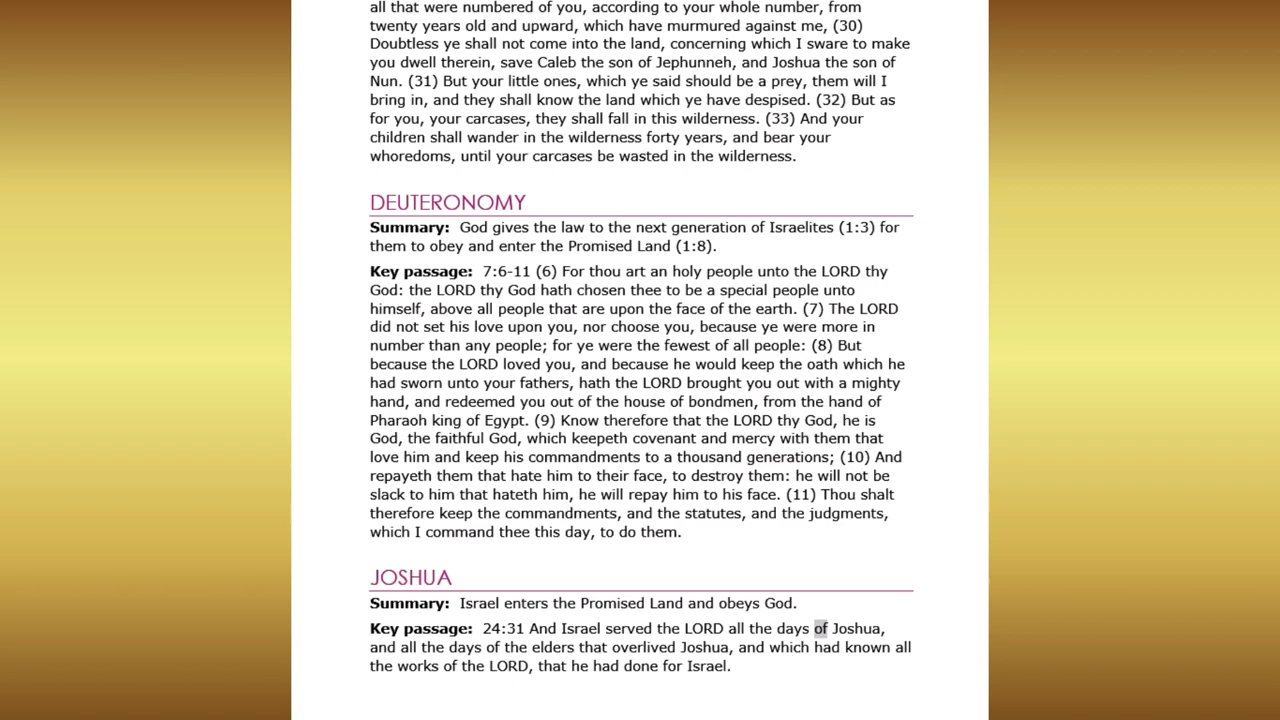 all that were numbered of you, according to your whole number, from
twenty years old and upward, which have murmured against me, (30)
Doubtless ye shall not come into the land, concerning which I sware to make
you dwell therein, save Caleb the son of Jephunneh, and Joshua the son of
Nun. (31) But your little ones, which ye said should be a prey, them will I
bring in, and they shall know the land which ye have despised. (32) But as
for you, your carcases, they shall fall in this wilderness. (33) And your
children shall wander in the wilderness forty years, and bear your
whoredoms, until your carcases be wasted in the wilderness.
DEUTERONOMY
Summary: God gives the law to the next generation of Israelites (1:3) for
them to obey and enter the Promised Land (1:8).
Key passage: 7:6-11 (6) For thou art an holy people unto the LORD thy
God: the LORD thy God hath chosen thee to be a special people unto
himself, above all people that are upon the face of the earth. (7) The LORD
did not set his love upon you, nor choose you, because ye were more in
number than any people; for ye were the fewest of all people: (8) But
because the LORD loved you, and because he would keep the oath which he
had sworn unto your fathers, hath the LORD brought you out with a mighty
hand, and redeemed you out of the house of bondmen, from the hand of
Pharaoh king of Egypt. (9) Know therefore that the LORD thy God, he is
God, the faithful God, which keepeth covenant and mercy with them that
love him and keep his commandments to a thousand generations; (10) And
repayeth them that hate him to their face, to destroy them: he will not be
slack to him that hateth him, he will repay him to his face. (11) Thou shalt
therefore keep the commandments, and the statutes, and the judgments,
which I command thee this day, to do them.
JOSHUA
Summary: Israel enters the Promised Land and obeys God.
Key passage: 24:31 And Israel served the LORD all the days of Joshua,
and all the days of the elders that overlived Joshua, and which had known all
the works of the LORD, that he had done for Israel.